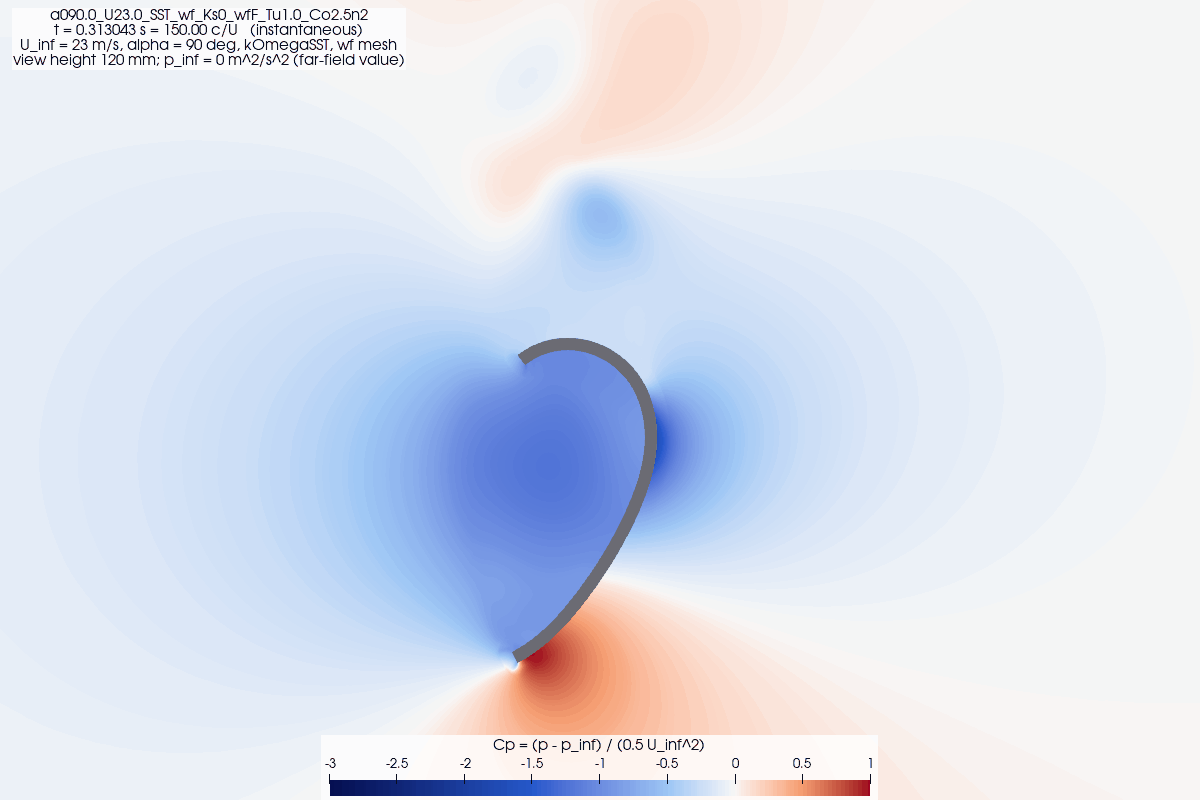 a090.0_U23.0_SST_wf_Ks0_wfF_Tu1.0_Co2.5n2
t = 0.313043 s = 150.00 c/U (instantaneous)
U_inf = 23 m/s, alpha = 90 deg, kOmegaSST, wf mesh
view height 120 mm; p_inf = 0 m^2/s^2 (far-field value)
Cp = (p - p_inf) / (0.5 U_inf^2)
-3 -2.5 -2 -1.5 -1 -0.5 0 0.5 1